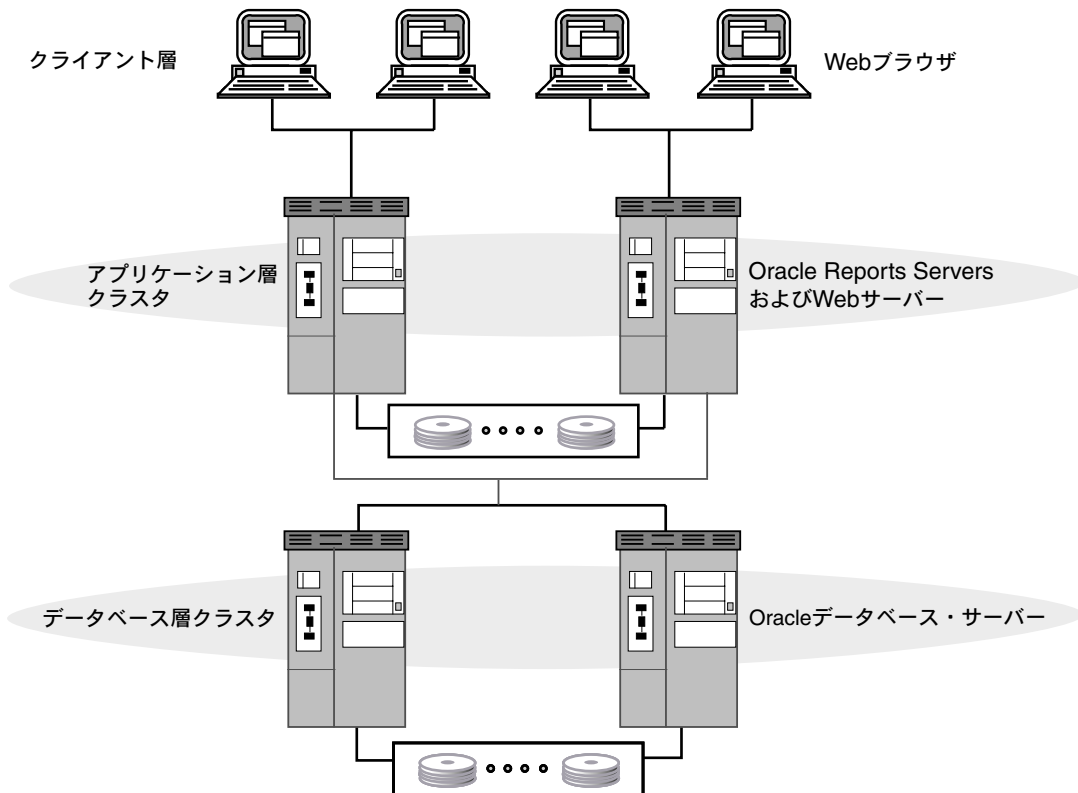 クライアント層
Webブラウザ
アプリケーション層
クラスタ
Oracle Reports Servers
およびWebサーバー
データベース層クラスタ
Oracleデータベース・サーバー